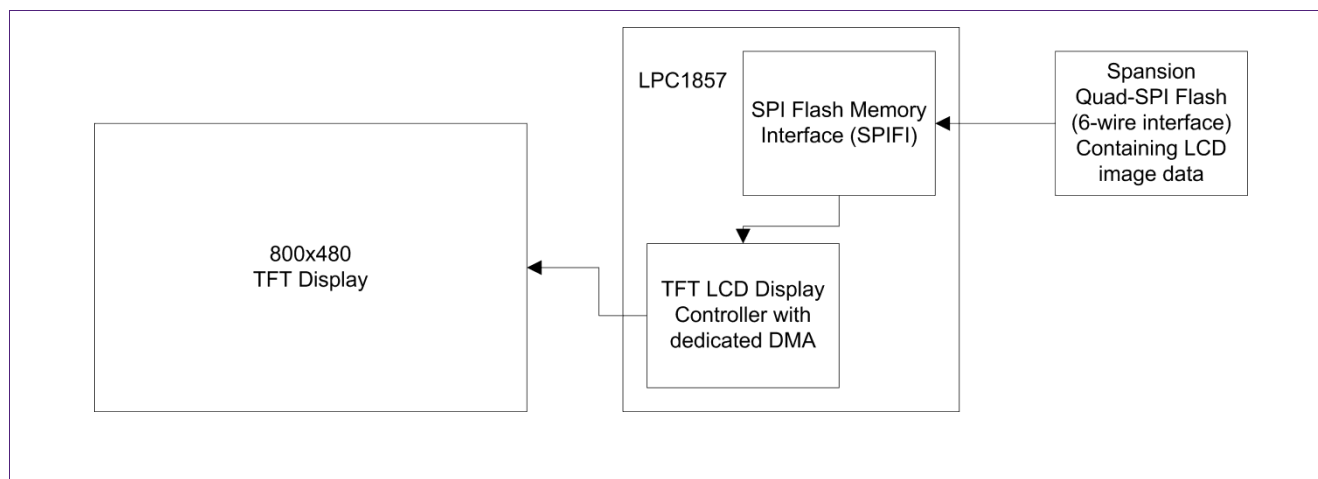 LPC1857
SPI Flash Memory
Interface (SPIFI)
Spansion
Quad-SPI Flash
(6-wire interface)
Containing LCD
image data
800x480
TFT Display
TFT LCD Display
Controller with
dedicated DMA